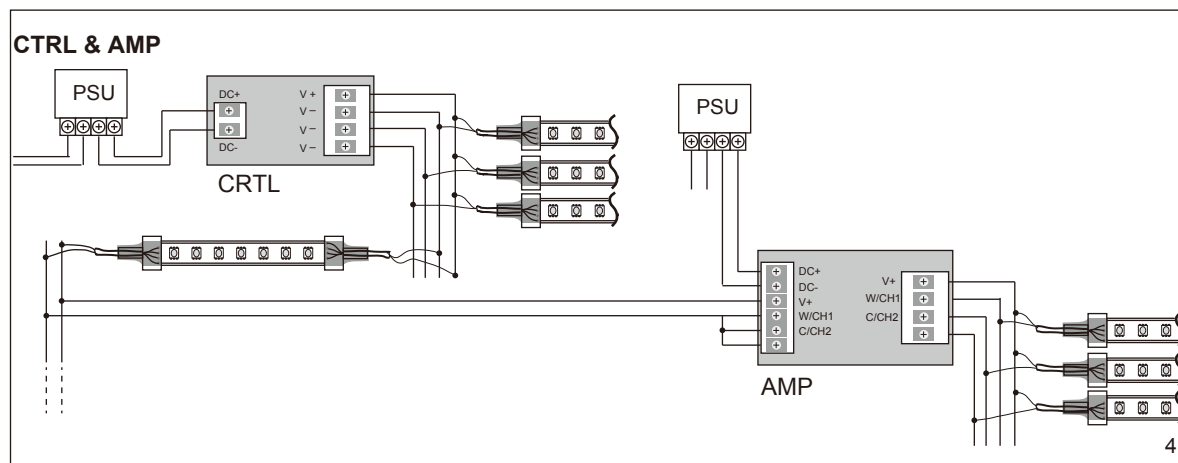 CTRL & AMP
PSU
DC+
DC-
V +
V –
V –
V –
CRTL
PSU
DC+
DC-
V+
W/CH1
C/CH2
V+
W/CH1
C/CH2
AMP
4